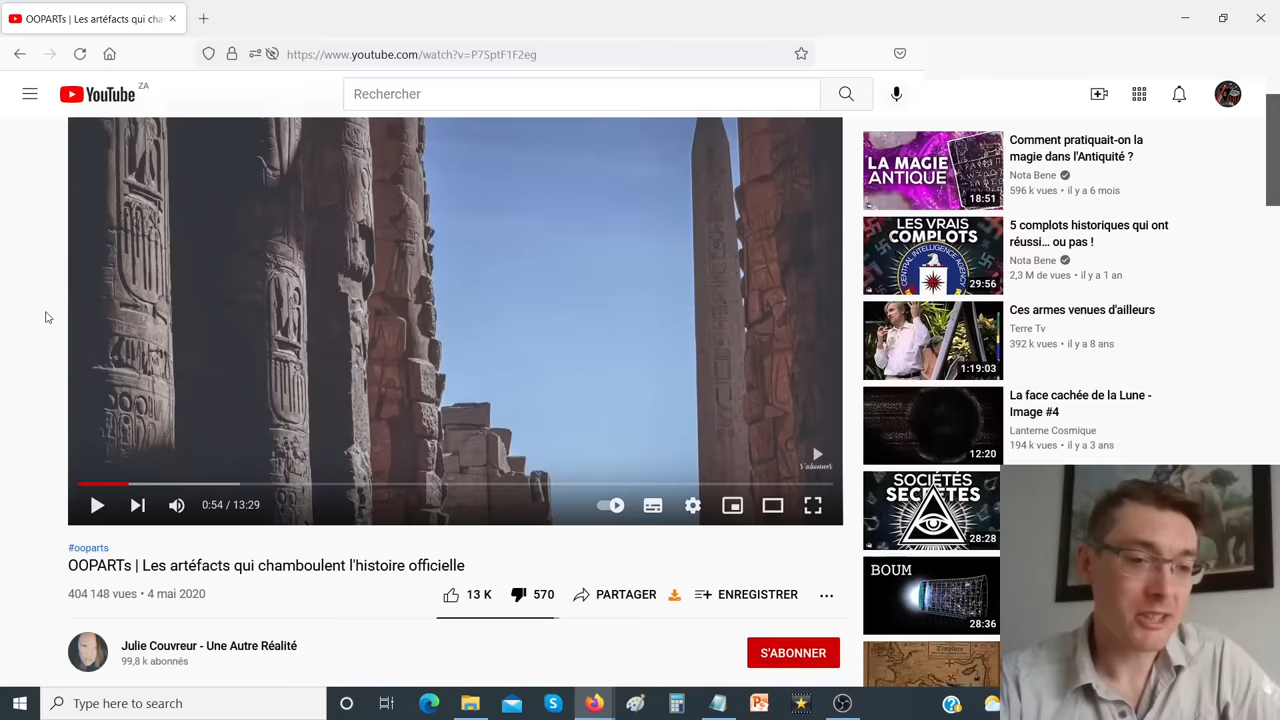 OOPARTs | Les artéfacts qui cha
https://www.youtube.com/watch?v=P7SptF1F2eg
YouTube ZA
Rechercher
S'abonner
0:54 / 13:29
#ooparts
OOPARTs | Les artéfacts qui chamboulent l'histoire officielle
404 148 vues • 4 mai 2020
13 K
570
PARTAGER
ENREGISTRER
Julie Couvreur - Une Autre Réalité
99,8 k abonnés
S'ABONNER
LA MAGIE
ANTIQUE
18:51
Comment pratiquait-on la
magie dans l'Antiquité ?
Nota Bene
596 k vues • il y a 6 mois
LES VRAIS
COMPLOTS
CENTRAL INTELLIGENCE AGENCY
29:56
5 complots historiques qui ont
réussi... ou pas !
Nota Bene
2,3 M de vues • il y a 1 an
1:19:03
Ces armes venues d'ailleurs
Terre Tv
392 k vues • il y a 8 ans
12:20
La face cachée de la Lune -
Image #4
Lanterne Cosmique
194 k vues • il y a 3 ans
SOCIÉTÉS
SECRÈTES
28:28
BOUM
28:36
Templiers
Type here to search